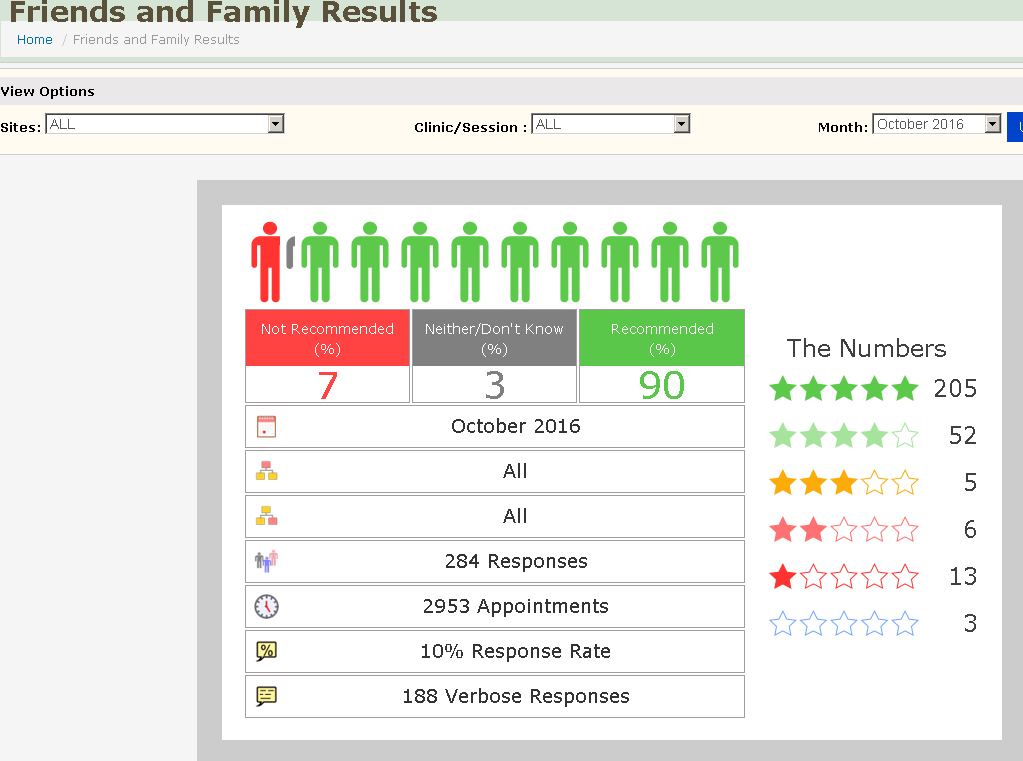 Friends and Family Results
Home / Friends and Family Results
View Options
Sites: ALL Clinic/Session : ALL Month: October 2016
Not Recommended (%)
Neither/Don't Know (%)
Recommended (%)
7 3 90
October 2016
All
All
284 Responses
2953 Appointments
10% Response Rate
188 Verbose Responses
The Numbers
205
52
5
6
13
3